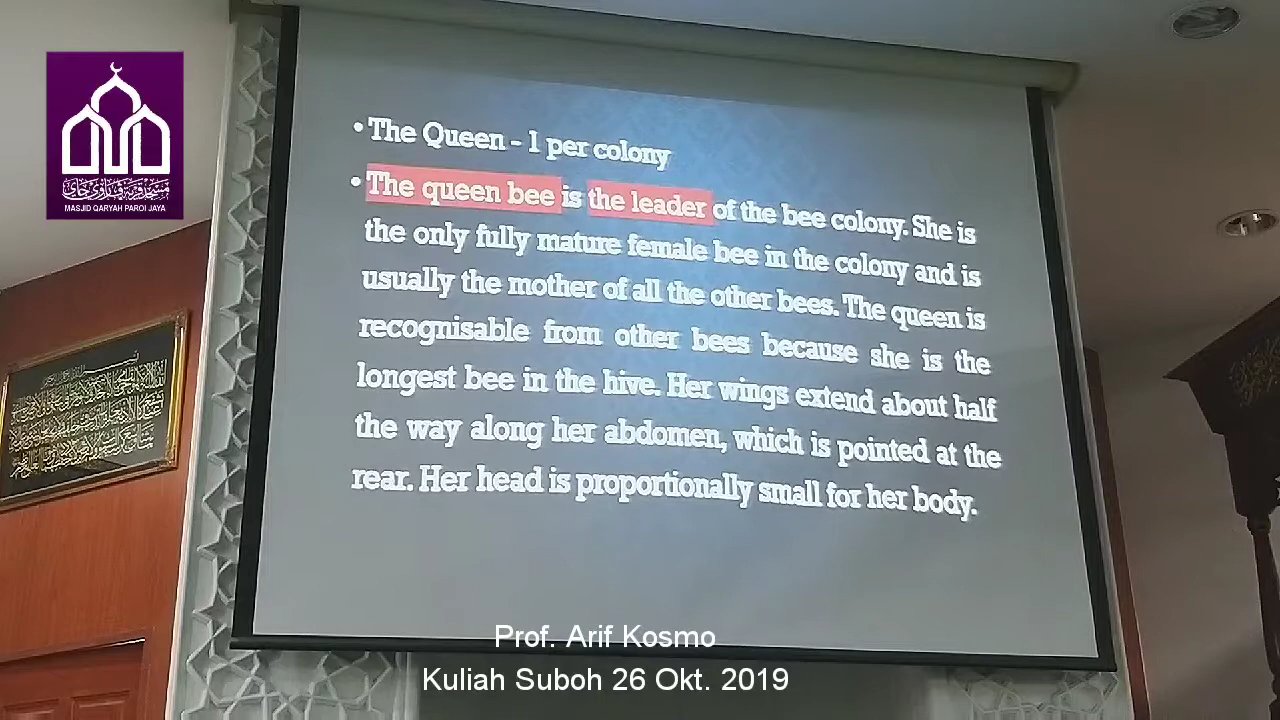 • The Queen - 1 per colony
• The queen bee is the leader of the bee colony. She is
the only fully mature female bee in the colony and is
usually the mother of all the other bees. The queen is
recognisable from other bees because she is the
longest bee in the hive. Her wings extend about half
the way along her abdomen, which is pointed at the
rear. Her head is proportionally small for her body.
MASJID QARYAH PAROI JAYA
Prof. Arif Kosmo
Kuliah Suboh 26 Okt. 2019